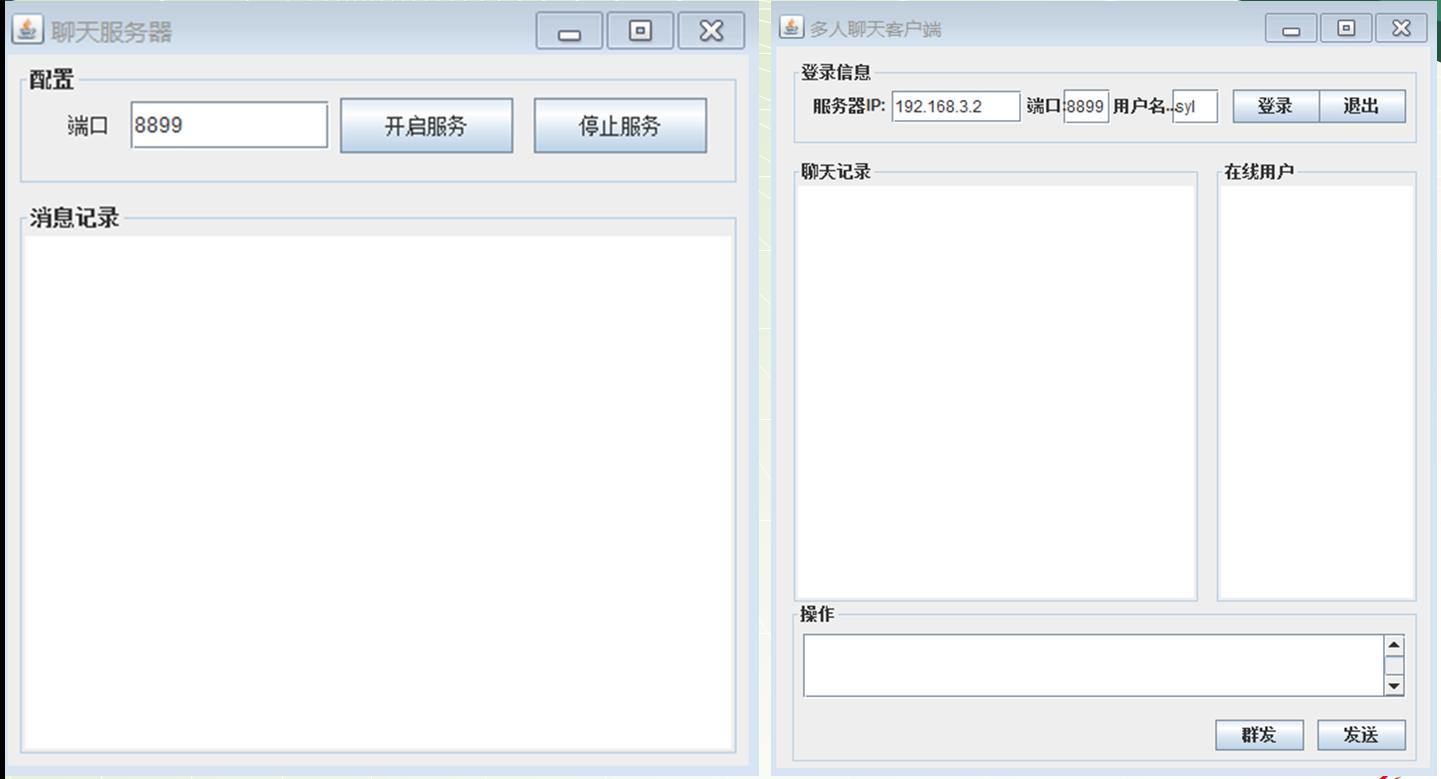 聊天服务器
配置
端口 8899 开启服务 停止服务
消息记录
多人聊天客户端
登录信息
服务器IP: 192.168.3.2 端口: 8899 用户名... syl 登录 退出
聊天记录 在线用户
操作
群发 发送